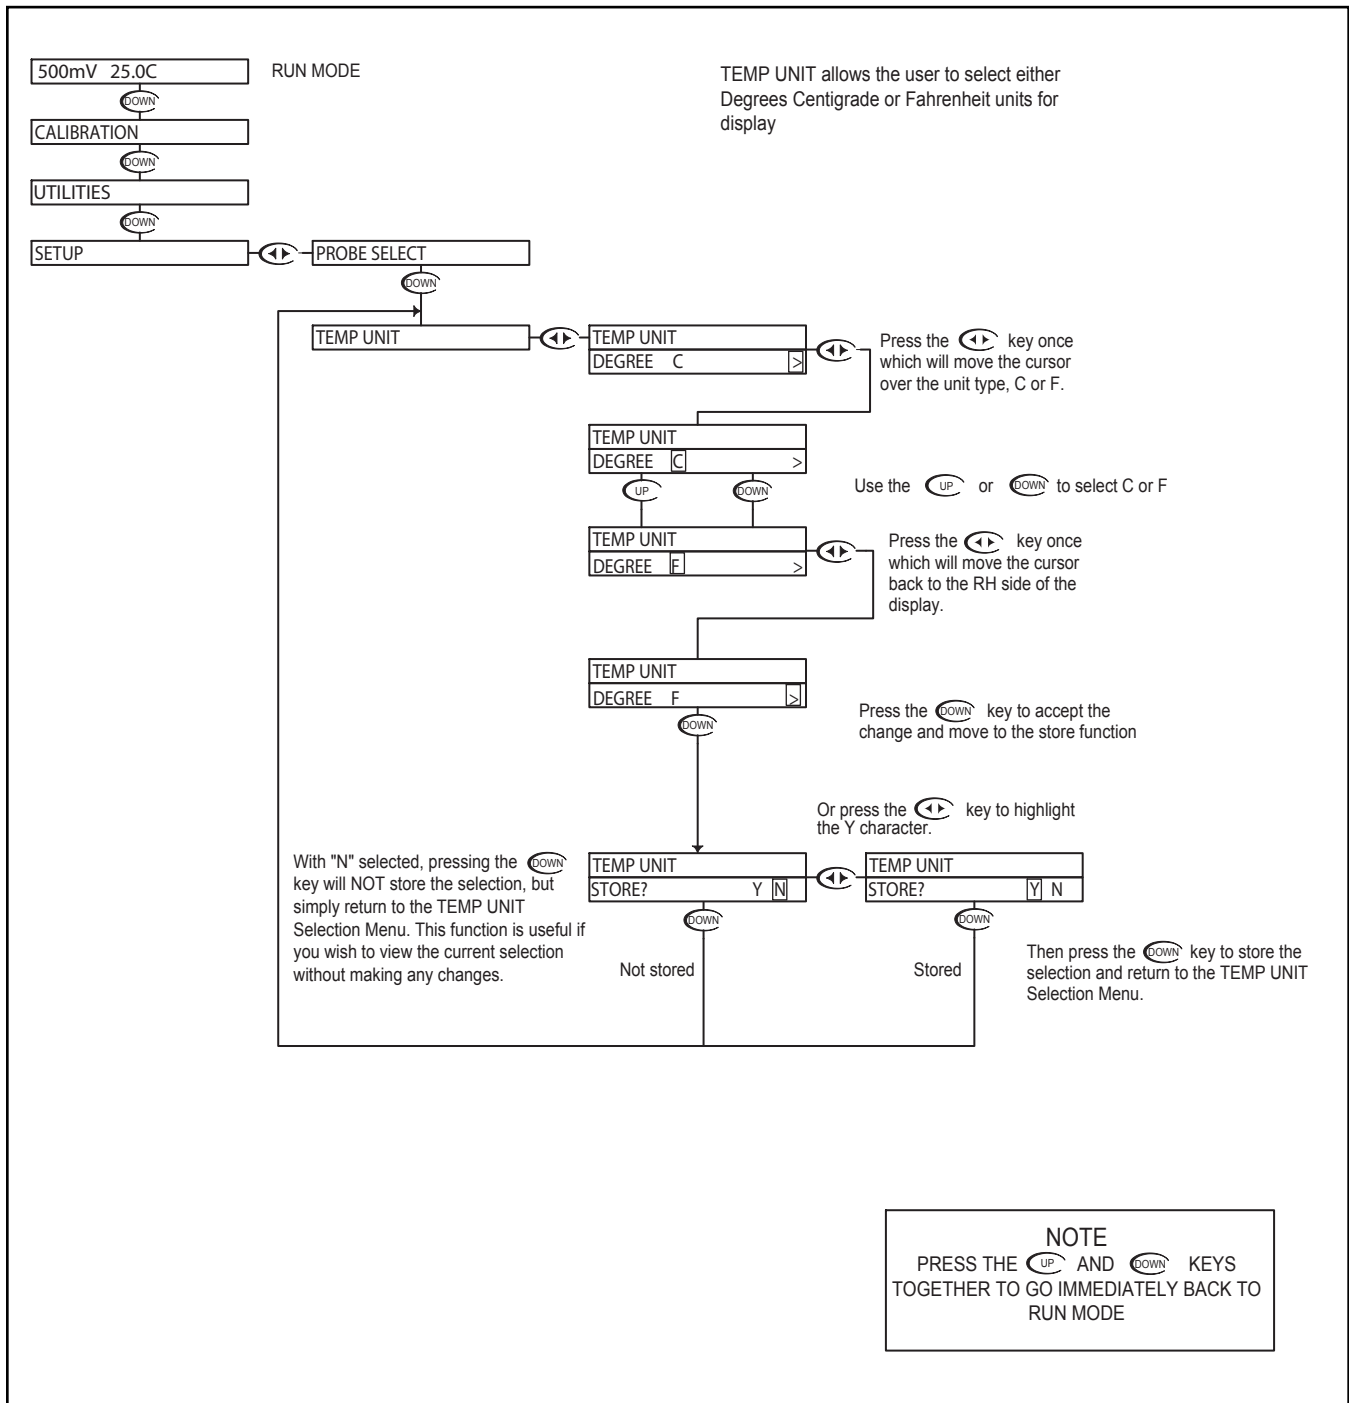 500mV 25.0C
RUN MODE
TEMP UNIT allows the user to select either
Degrees Centigrade or Fahrenheit units for
display
DOWN
CALIBRATION
DOWN
UTILITIES
DOWN
SETUP
PROBE SELECT
DOWN
TEMP UNIT
TEMP UNIT
DEGREE C >
Press the key once
which will move the cursor
over the unit type, C or F.
TEMP UNIT
DEGREE C >
UP DOWN
Use the UP or DOWN to select C or F
TEMP UNIT
DEGREE F >
Press the key once
which will move the cursor
back to the RH side of the
display.
TEMP UNIT
DEGREE F >
DOWN
Press the DOWN key to accept the
change and move to the store function
Or press the key to highlight
the Y character.
With "N" selected, pressing the DOWN
key will NOT store the selection, but
simply return to the TEMP UNIT
Selection Menu. This function is useful if
you wish to view the current selection
without making any changes.
TEMP UNIT
STORE? Y N
DOWN
Not stored
TEMP UNIT
STORE? Y N
DOWN
Stored
Then press the DOWN key to store the
selection and return to the TEMP UNIT
Selection Menu.
NOTE
PRESS THE UP AND DOWN KEYS
TOGETHER TO GO IMMEDIATELY BACK TO
RUN MODE